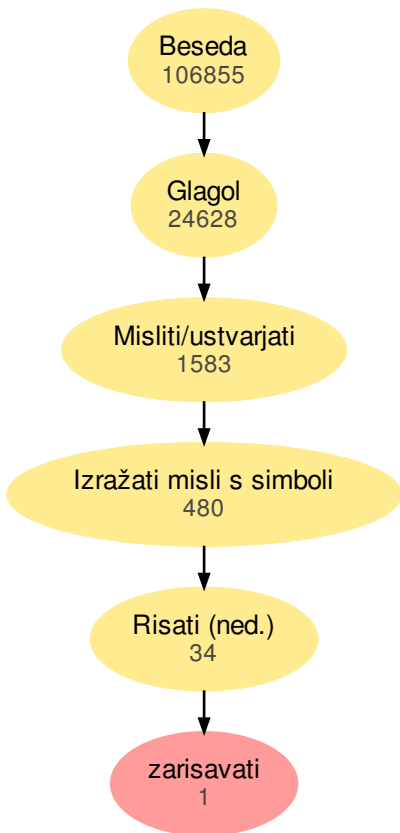 Beseda
106855
Glagol
24628
Misliti/ustvarjati
1583
Izražati misli s simboli
480
Risati (ned.)
34
zarisavati
1